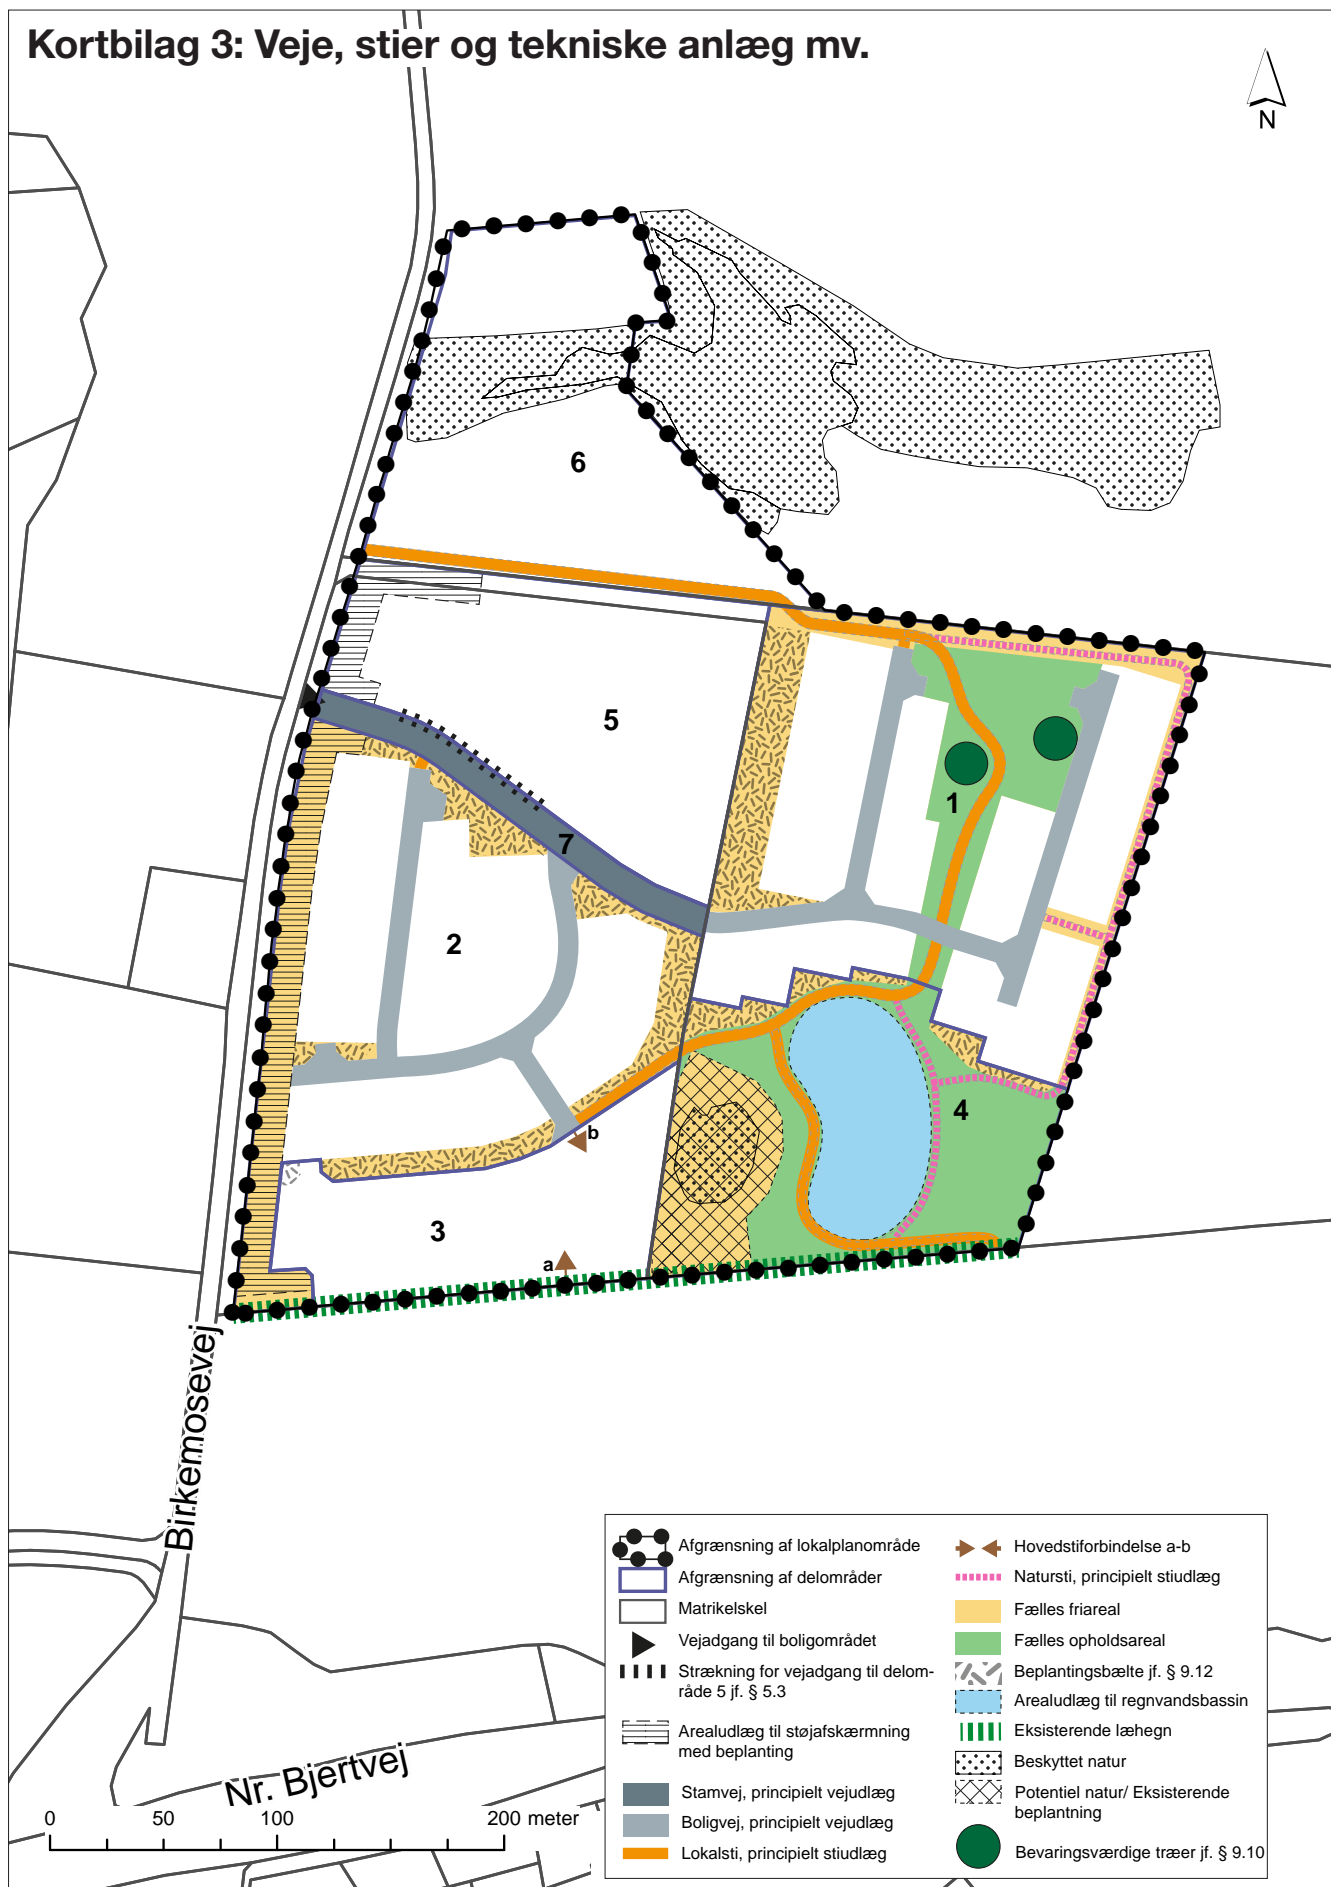 Kortbilag 3: Veje, stier og tekniske anlæg mv.
N
6
5
1
7
2
4
b
3
a
Birkemosevej
Nr. Bjertvej
0 50 100 200 meter
Afgrænsning af lokalplanområde
Afgrænsning af delområder
Matrikelskel
Vejadgang til boligområdet
Strækning for vejadgang til delom-
råde 5 jf. § 5.3
Arealudlæg til støjafskærmning
med beplanting
Stamvej, principielt vejudlæg
Boligvej, principielt vejudlæg
Lokalsti, principielt stiudlæg
Hovedstiforbindelse a-b
Natursti, principielt stiudlæg
Fælles friareal
Fælles opholdsareal
Beplantingsbælte jf. § 9.12
Arealudlæg til regnvandsbassin
Eksisterende læhegn
Beskyttet natur
Potentiel natur/ Eksisterende
beplantning
Bevaringsværdige træer jf. § 9.10